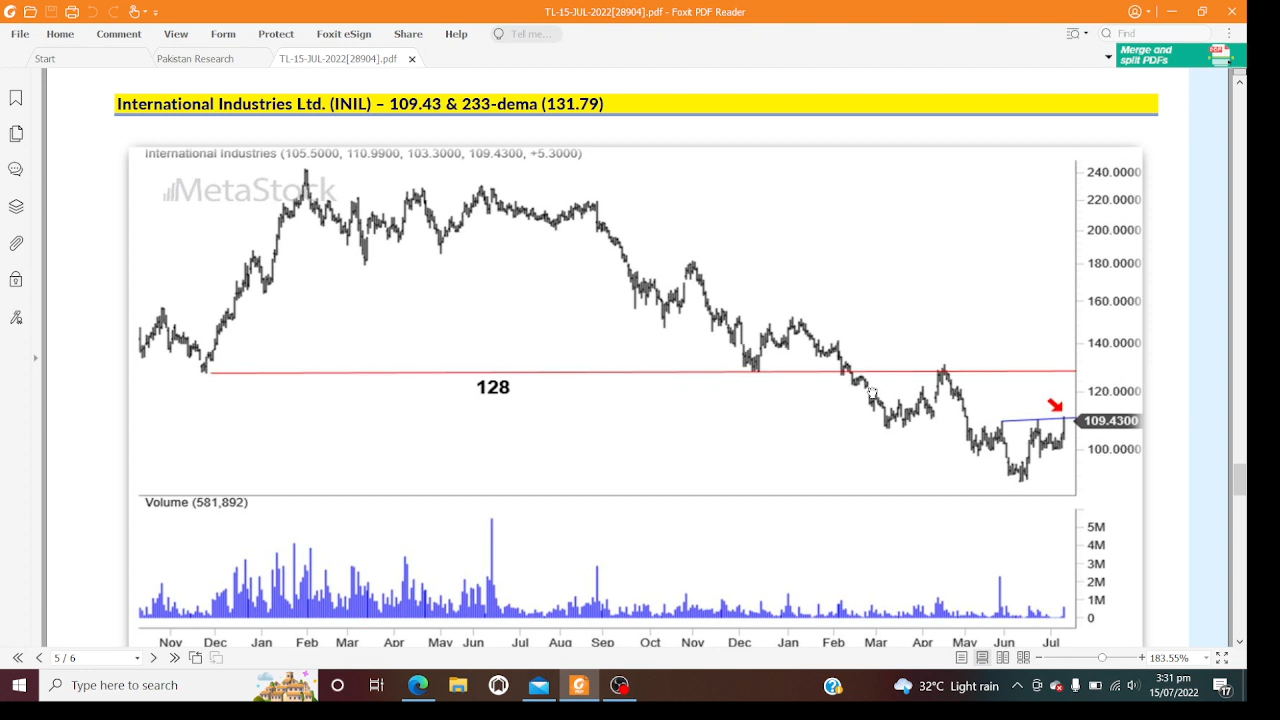 TL-15-JUL-2022[28904].pdf - Foxit PDF Reader
File Home Comment View Form Protect Foxit eSign Share Help Tell me... Find
Start Pakistan Research TL-15-JUL-2022[28904].pdf
Merge and
split PDFs
International Industries Ltd. (INIL) – 109.43 & 233-dema (131.79)
International Industries (105.5000, 110.9900, 103.3000, 109.4300, +5.3000)
MetaStock
240.0000
220.0000
200.0000
180.0000
160.0000
140.0000
128
120.0000
109.4300
100.0000
Volume (581,892)
5M
4M
3M
2M
1M
0
Nov Dec Jan Feb Mar Apr May Jun Jul Aug Sep Oct Nov Dec Jan Feb Mar Apr May Jun Jul
5 / 6
183.55%
Type here to search
32°C Light rain
3:31 pm
15/07/2022
17